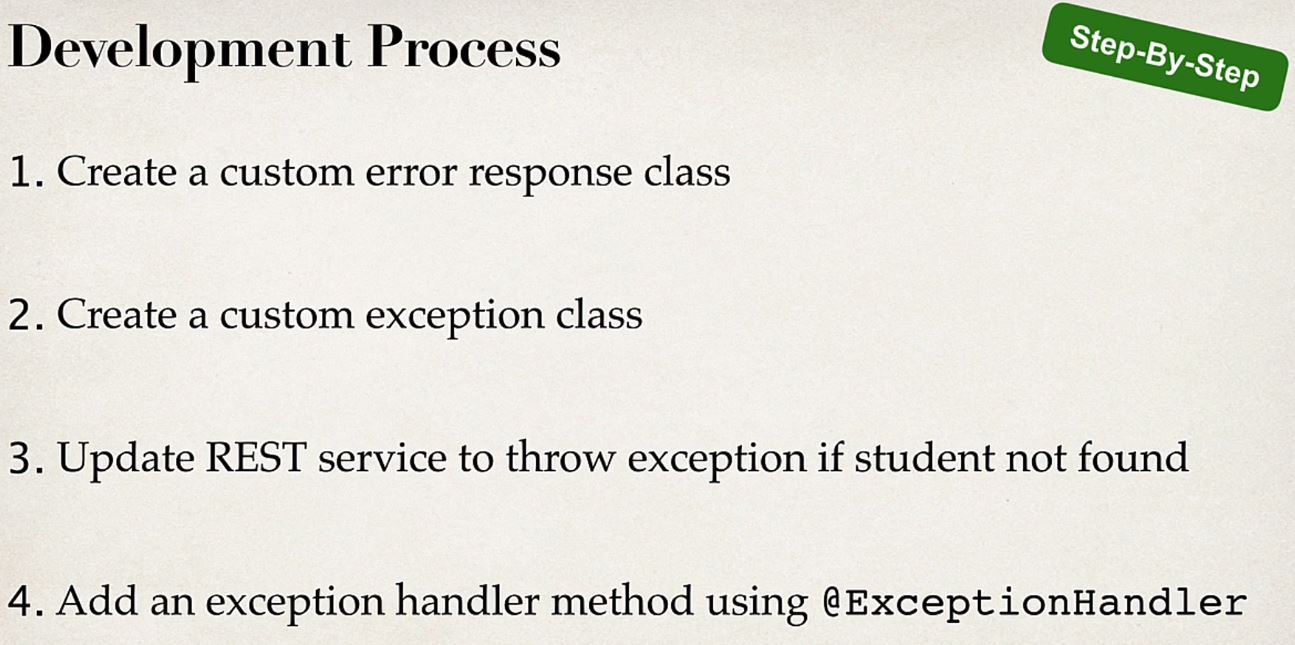 Development Process
Step-By-Step
1. Create a custom error response class
2. Create a custom exception class
3. Update REST service to throw exception if student not found
4. Add an exception handler method using @ExceptionHandler